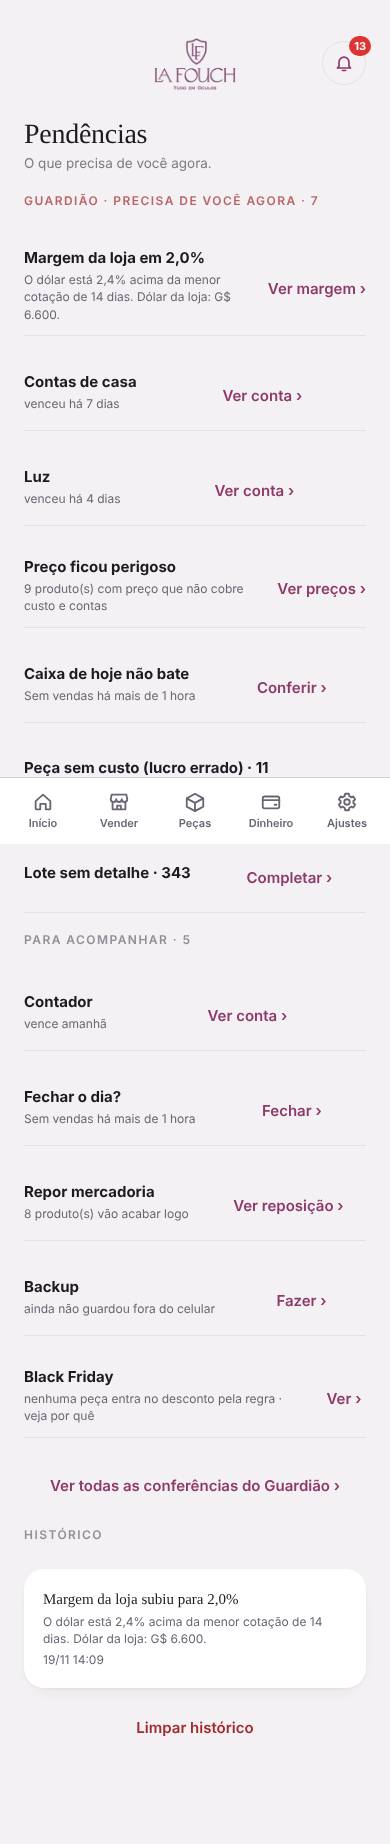 LA FOUCH
Tudo em Óculos
13
Pendências
O que precisa de você agora.
GUARDIÃO · PRECISA DE VOCÊ AGORA · 7
Margem da loja em 2,0%
O dólar está 2,4% acima da menor
cotação de 14 dias. Dólar da loja: G$
6.600.
Ver margem ›
Contas de casa
venceu há 7 dias
Ver conta ›
Luz
venceu há 4 dias
Ver conta ›
Preço ficou perigoso
9 produto(s) com preço que não cobre
custo e contas
Ver preços ›
Caixa de hoje não bate
Sem vendas há mais de 1 hora
Conferir ›
Peça sem custo (lucro errado) · 11
Início
Vender
Peças
Dinheiro
Ajustes
Lote sem detalhe · 343
Completar ›
PARA ACOMPANHAR · 5
Contador
vence amanhã
Ver conta ›
Fechar o dia?
Sem vendas há mais de 1 hora
Fechar ›
Repor mercadoria
8 produto(s) vão acabar logo
Ver reposição ›
Backup
ainda não guardou fora do celular
Fazer ›
Black Friday
nenhuma peça entra no desconto pela regra ·
veja por quê
Ver ›
Ver todas as conferências do Guardião ›
HISTÓRICO
Margem da loja subiu para 2,0%
O dólar está 2,4% acima da menor cotação de 14
dias. Dólar da loja: G$ 6.600.
19/11 14:09
Limpar histórico